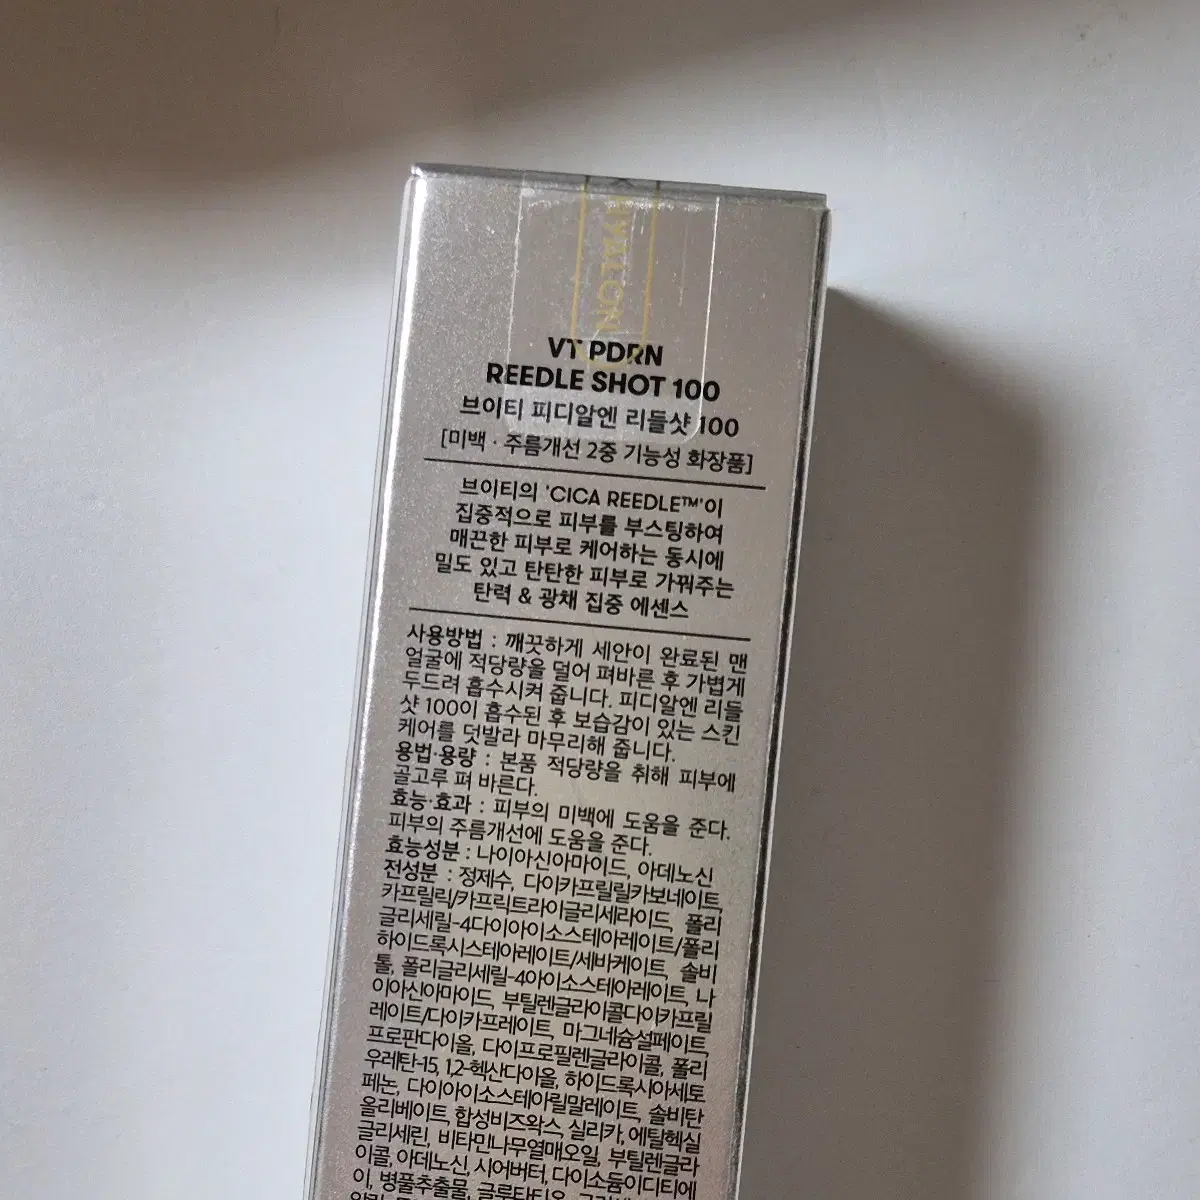 VT PDRN
REEDLE SHOT 100
브이티 피디알엔 리들샷 100
[미백 · 주름개선 2중 기능성 화장품]
브이티의 'CICA REEDLE™'이
집중적으로 피부를 부스팅하여
매끈한 피부로 케어하는 동시에
밀도 있고 탄탄한 피부로 가꿔주는
탄력 & 광채 집중 에센스
사용방법 : 깨끗하게 세안이 완료된 맨
얼굴에 적당량을 덜어 펴바른 후 가볍게
두드려 흡수시켜 줍니다. 피디알엔 리들
샷 100이 흡수된 후 보습감이 있는 스킨
케어를 덧발라 마무리해 줍니다.
용법·용량 : 본품 적당량을 취해 피부에
골고루 펴 바른다.
효능·효과 : 피부의 미백에 도움을 준다.
피부의 주름개선에 도움을 준다.
효능성분 : 나이아신아마이드, 아데노신
전성분 : 정제수, 다이카프릴릴카보네이트,
카프릴릭/카프릭트라이글리세라이드, 폴리
글리세릴-4다이아이소스테아레이트/폴리
하이드록시스테아레이트/세바케이트, 솔비
톨, 폴리글리세릴-4아이소스테아레이트, 나
이아신아마이드, 부틸렌글라이콜다이카프릴
레이트/다이카프레이트, 마그네슘설페이트,
프로판다이올, 다이프로필렌글라이콜, 폴리
우레탄-15, 1,2-헥산다이올, 하이드록시아세토
페논, 다이아이소스테아릴말레이트, 솔비탄
올리베이트, 합성비즈왁스, 실리카, 에틸헥실
글리세린, 비타민나무열매오일, 부틸렌글라
이콜, 아데노신, 시어버터, 다이소듐이디티에
이, 병풀추출물, 글루타티온,